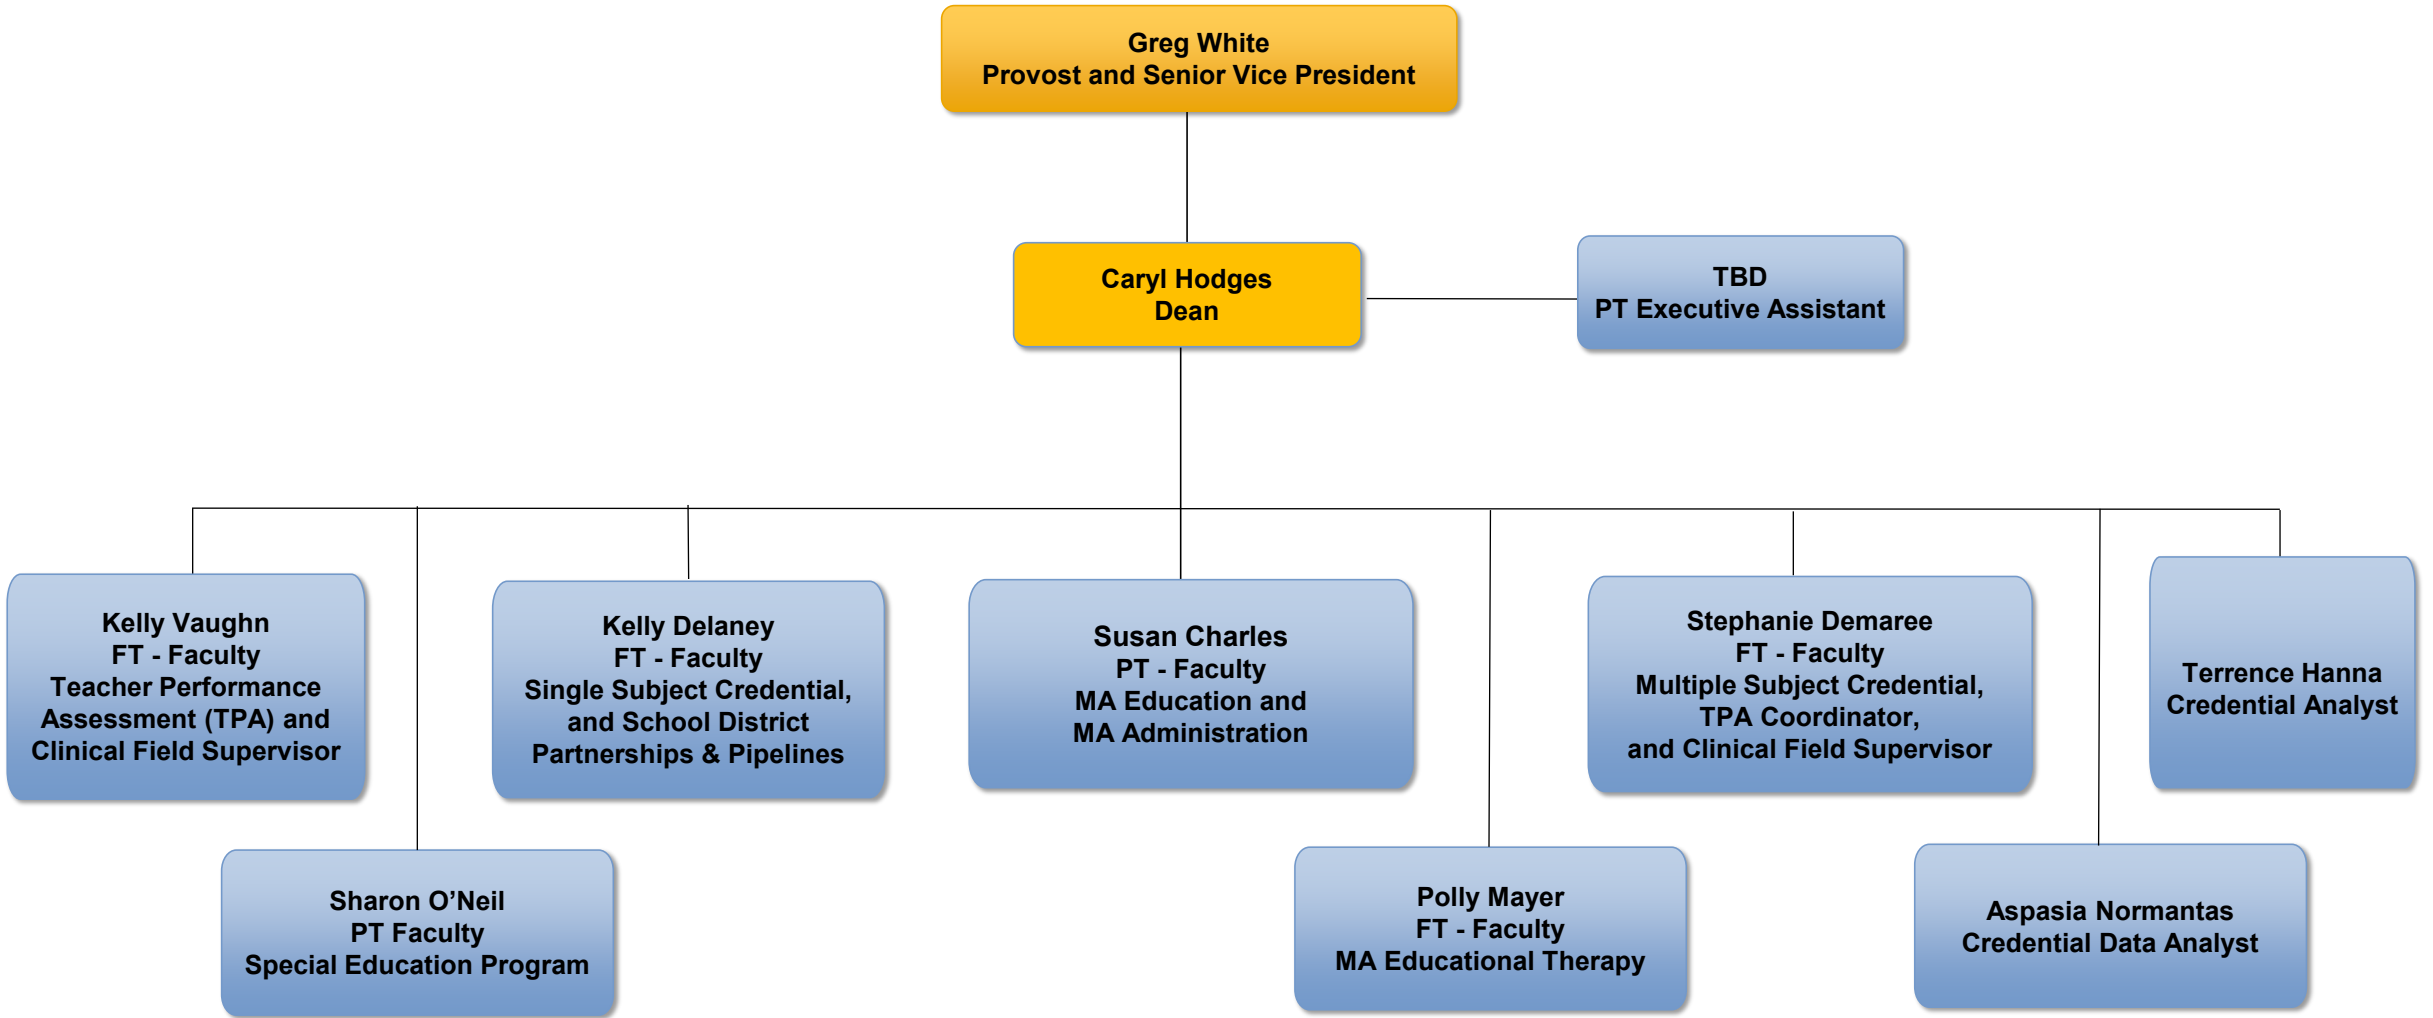 Greg White
Provost and Senior Vice President
Caryl Hodges
Dean
TBD
PT Executive Assistant
Kelly Vaughn
FT - Faculty
Teacher Performance
Assessment (TPA) and
Clinical Field Supervisor
Kelly Delaney
FT - Faculty
Single Subject Credential,
and School District
Partnerships & Pipelines
Susan Charles
PT - Faculty
MA Education and
MA Administration
Stephanie Demaree
FT - Faculty
Multiple Subject Credential,
TPA Coordinator,
and Clinical Field Supervisor
Terrence Hanna
Credential Analyst
Sharon O’Neil
PT Faculty
Special Education Program
Polly Mayer
FT - Faculty
MA Educational Therapy
Aspasia Normantas
Credential Data Analyst